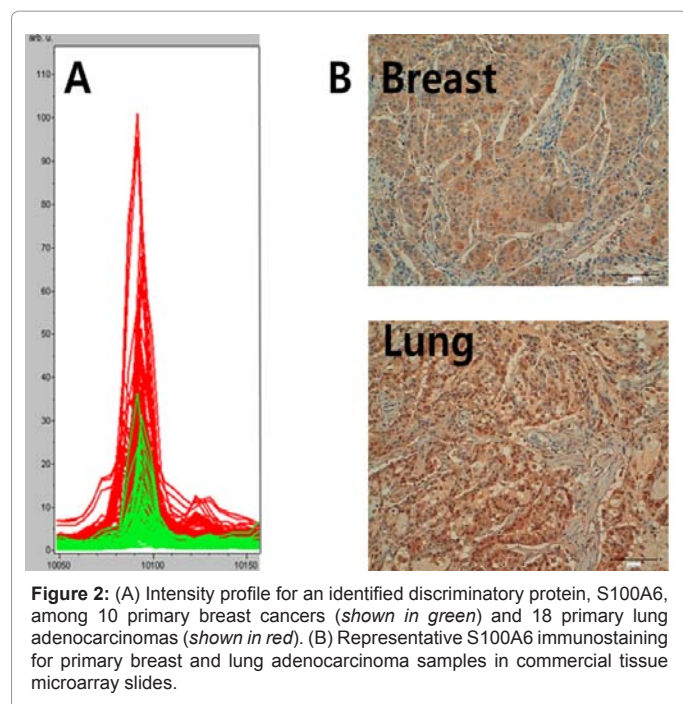 arb. u.
A
B
Breast
110
100
90
80
70
60
50
40
30
20
10
0
10050
10100
10150
Lung
Figure 2: (A) Intensity profile for an identified discriminatory protein, S100A6,
among 10 primary breast cancers (shown in green) and 18 primary lung
adenocarcinomas (shown in red). (B) Representative S100A6 immunostaining
for primary breast and lung adenocarcinoma samples in commercial tissue
microarray slides.